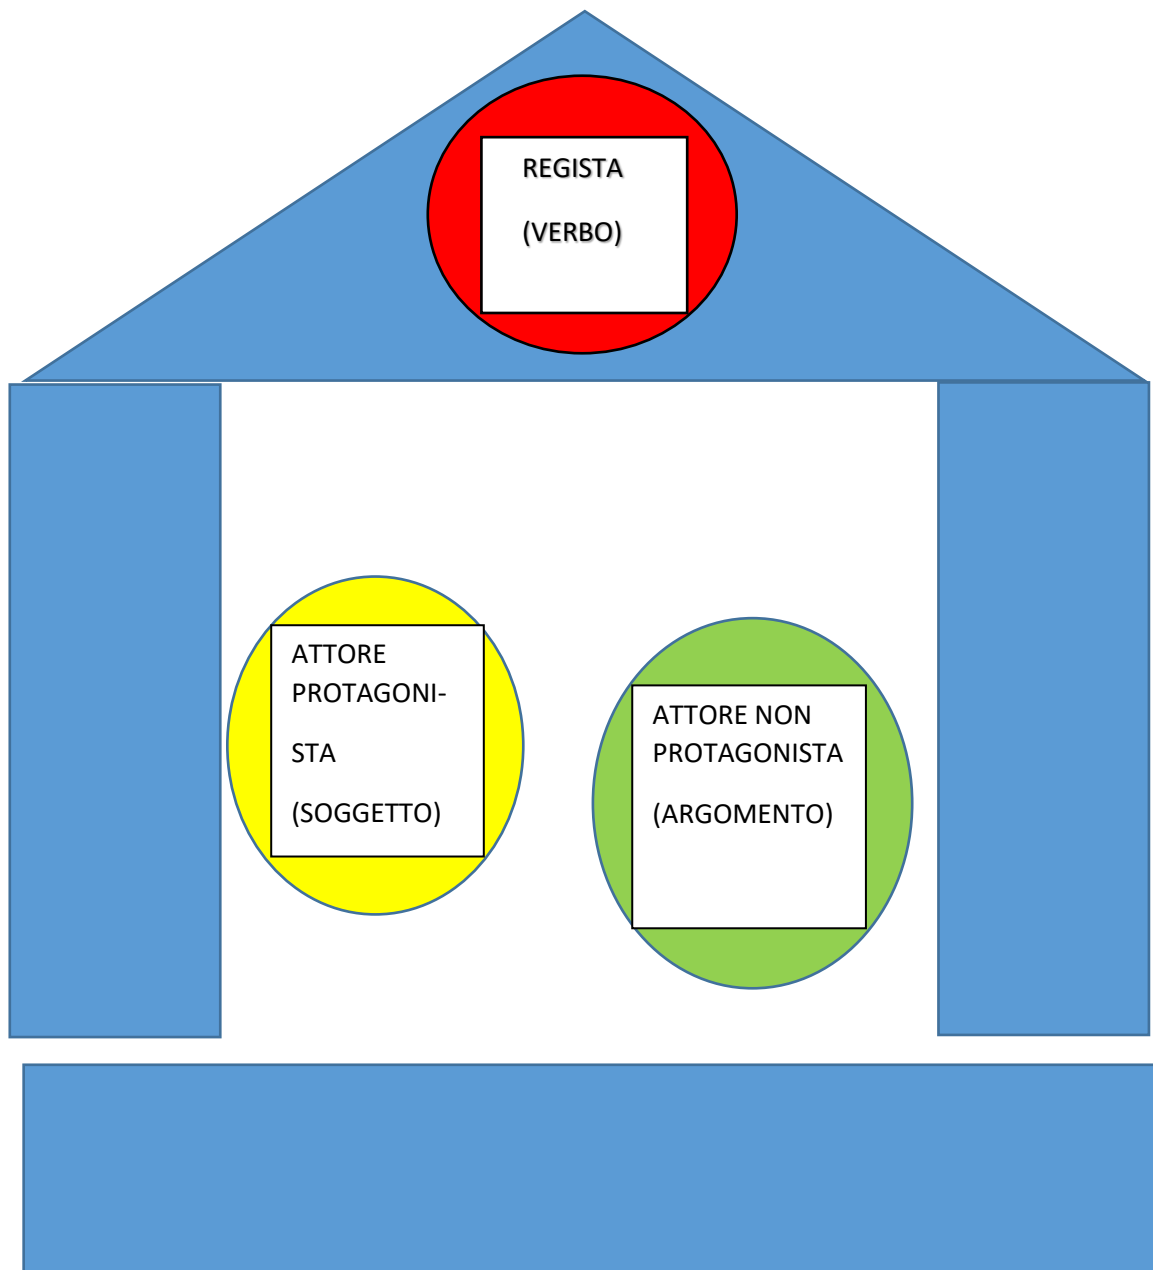 REGISTA
(VERBO)
ATTORE
PROTAGONI-
STA
(SOGGETTO)
ATTORE NON
PROTAGONISTA
(ARGOMENTO)